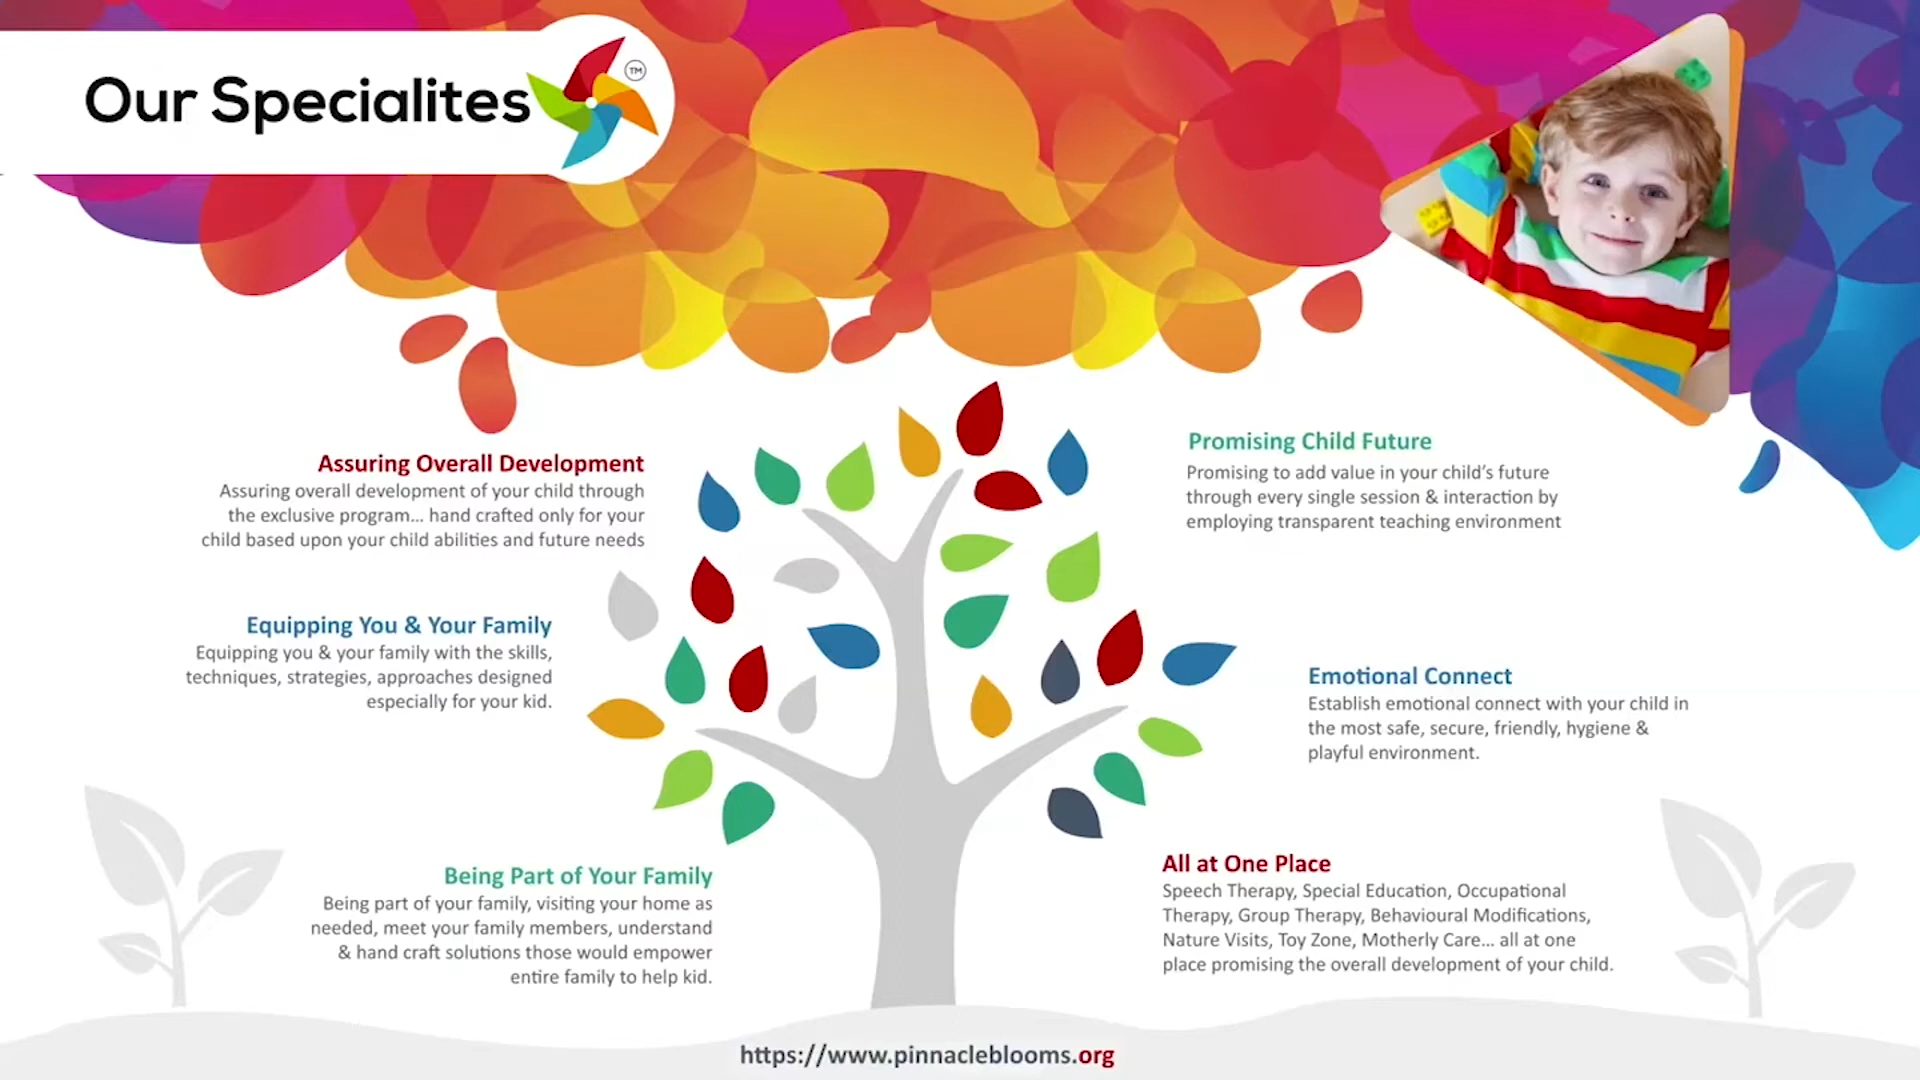 Our Specialites
TM
Assuring Overall Development
Assuring overall development of your child through
the exclusive program... hand crafted only for your
child based upon your child abilities and future needs
Equipping You & Your Family
Equipping you & your family with the skills,
techniques, strategies, approaches designed
especially for your kid.
Being Part of Your Family
Being part of your family, visiting your home as
needed, meet your family members, understand
& hand craft solutions those would empower
entire family to help kid.
Promising Child Future
Promising to add value in your child's future
through every single session & interaction by
employing transparent teaching environment
Emotional Connect
Establish emotional connect with your child in
the most safe, secure, friendly, hygiene &
playful environment.
All at One Place
Speech Therapy, Special Education, Occupational
Therapy, Group Therapy, Behavioural Modifications,
Nature Visits, Toy Zone, Motherly Care... all at one
place promising the overall development of your child.
https://www.pinnacleblooms.org